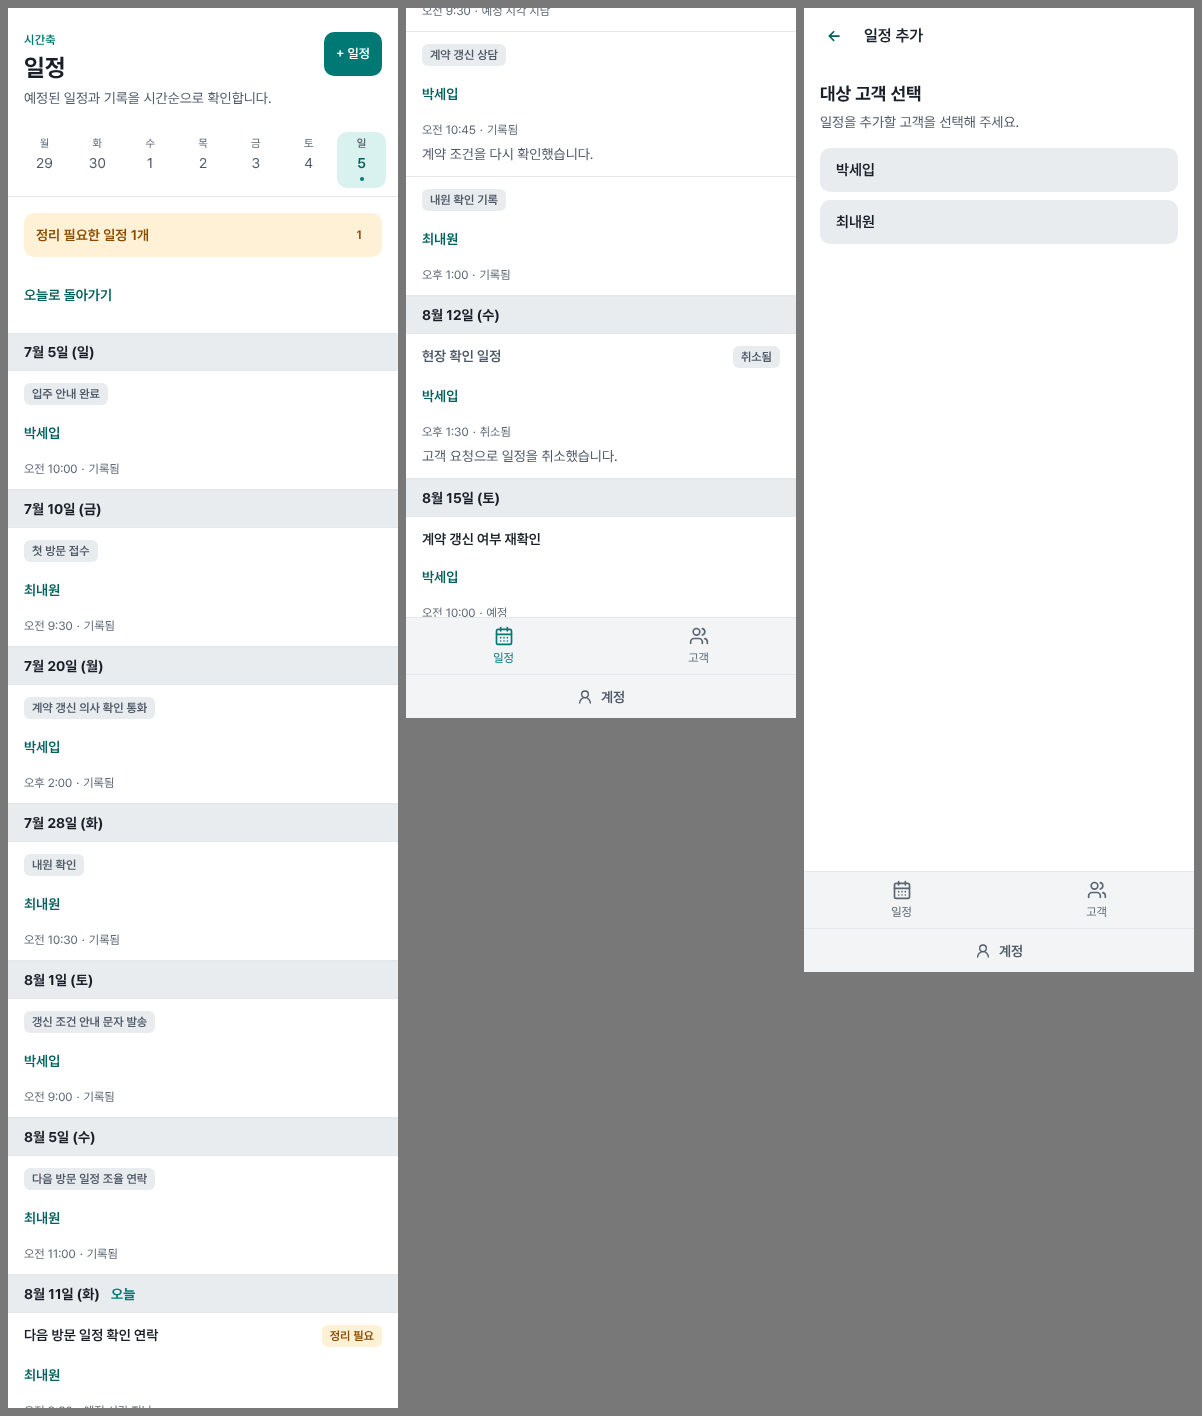 시간축
일정
+ 일정
예정된 일정과 기록을 시간순으로 확인합니다.
월 화 수 목 금 토 일
29 30 1 2 3 4 5
정리 필요한 일정 1개 1
오늘로 돌아가기
7월 5일 (일)
입주 안내 완료
박세입
오전 10:00 · 기록됨
7월 10일 (금)
첫 방문 접수
최내원
오전 9:30 · 기록됨
7월 20일 (월)
계약 갱신 의사 확인 통화
박세입
오후 2:00 · 기록됨
7월 28일 (화)
내원 확인
최내원
오전 10:30 · 기록됨
8월 1일 (토)
갱신 조건 안내 문자 발송
박세입
오전 9:00 · 기록됨
8월 5일 (수)
다음 방문 일정 조율 연락
최내원
오전 11:00 · 기록됨
8월 11일 (화) 오늘
다음 방문 일정 확인 연락 정리 필요
최내원
오전 9:30 · 예정 시각 지남
계약 갱신 상담
박세입
오전 10:45 · 기록됨
계약 조건을 다시 확인했습니다.
내원 확인 기록
최내원
오후 1:00 · 기록됨
8월 12일 (수)
현장 확인 일정 취소됨
박세입
오후 1:30 · 취소됨
고객 요청으로 일정을 취소했습니다.
8월 15일 (토)
계약 갱신 여부 재확인
박세입
오전 10:00 · 예정
일정 고객
계정
일정 추가
대상 고객 선택
일정을 추가할 고객을 선택해 주세요.
박세입
최내원
일정 고객
계정